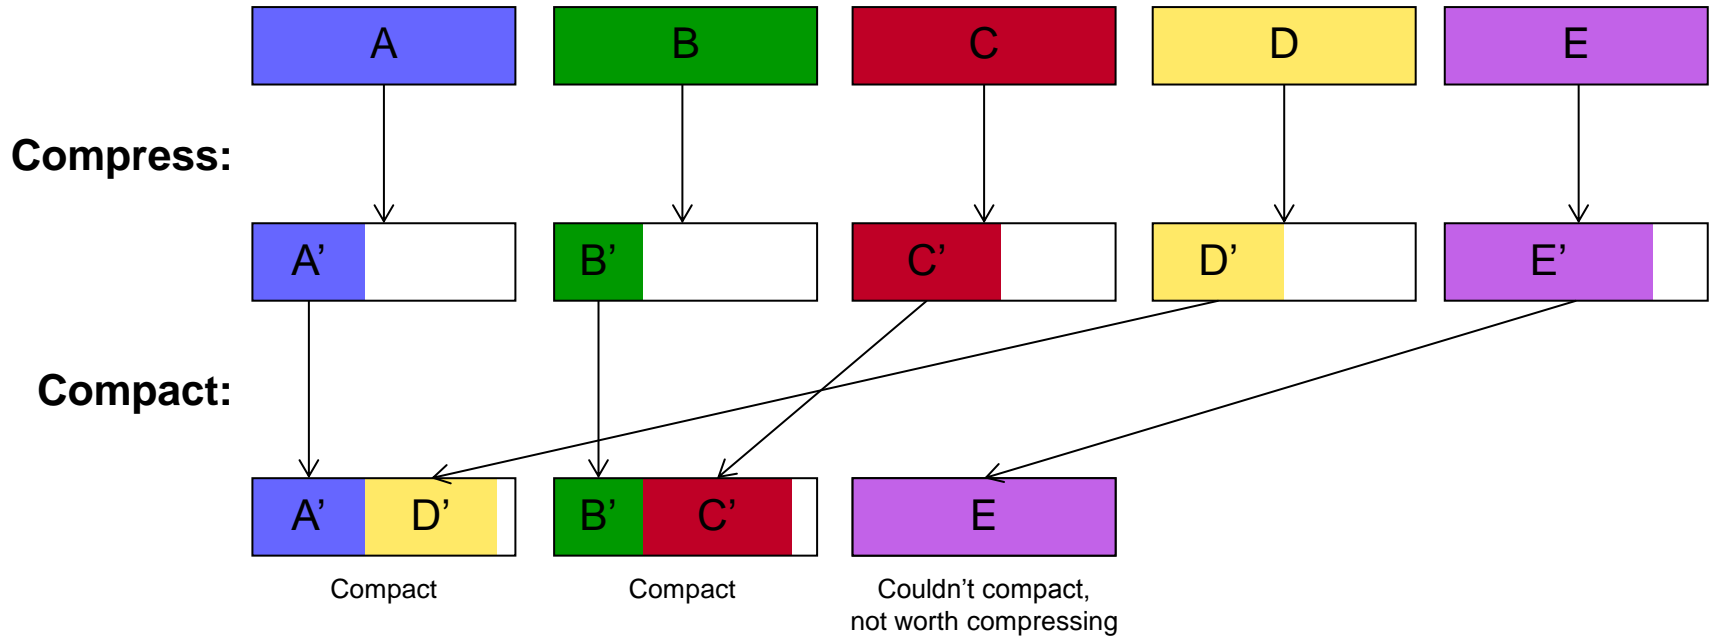 A B C D E
Compress:
A’ B’ C’ D’ E’
Compact:
A’ D’ B’ C’ E
Compact Compact Couldn’t compact,
not worth compressing